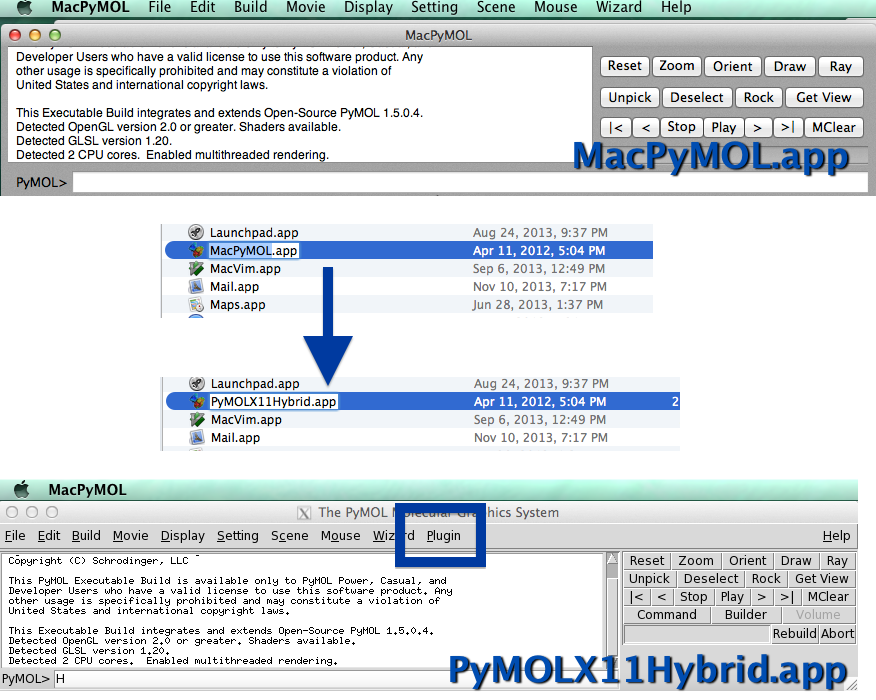 MacPyMOL File Edit Build Movie Display Setting Scene Mouse Wizard Help
MacPyMOL
Developer Users who have a valid license to use this software product. Any
other usage is specifically prohibited and may constitute a violation of
United States and international copyright laws.
This Executable Build integrates and extends Open-Source PyMOL 1.5.0.4.
Detected OpenGL version 2.0 or greater. Shaders available.
Detected GLSL version 1.20.
Detected 2 CPU cores. Enabled multithreaded rendering.
Reset Zoom Orient Draw Ray
Unpick Deselect Rock Get View
|< < Stop Play > >| MClear
MacPyMOL.app
PyMOL>
Launchpad.app Aug 24, 2013, 9:37 PM
MacPyMOL.app Apr 11, 2012, 5:04 PM
MacVim.app Sep 6, 2013, 12:49 PM
Mail.app Nov 10, 2013, 7:17 PM
Maps.app Jun 28, 2013, 1:37 PM
Launchpad.app Aug 24, 2013, 9:37 PM
PyMOLX11Hybrid.app Apr 11, 2012, 5:04 PM 2
MacVim.app Sep 6, 2013, 12:49 PM
Mail.app Nov 10, 2013, 7:17 PM
MacPyMOL
X The PyMOL Molecular Graphics System
File Edit Build Movie Display Setting Scene Mouse Wizard Plugin Help
Copyright (C) Schrodinger, LLC
This PyMOL Executable Build is available only to PyMOL Power, Casual, and
Developer Users who have a valid license to use this software product. Any
other usage is specifically prohibited and may constitute a violation of
United States and international copyright laws.
This Executable Build integrates and extends Open-Source PyMOL 1.5.0.4.
Detected OpenGL version 2.0 or greater. Shaders available.
Detected GLSL version 1.20.
Detected 2 CPU cores. Enabled multithreaded rendering.
Reset Zoom Orient Draw Ray
Unpick Deselect Rock Get View
|< < Stop Play > >| MClear
Command Builder Volume
Rebuild Abort
PyMOLX11Hybrid.app
PyMOL> H